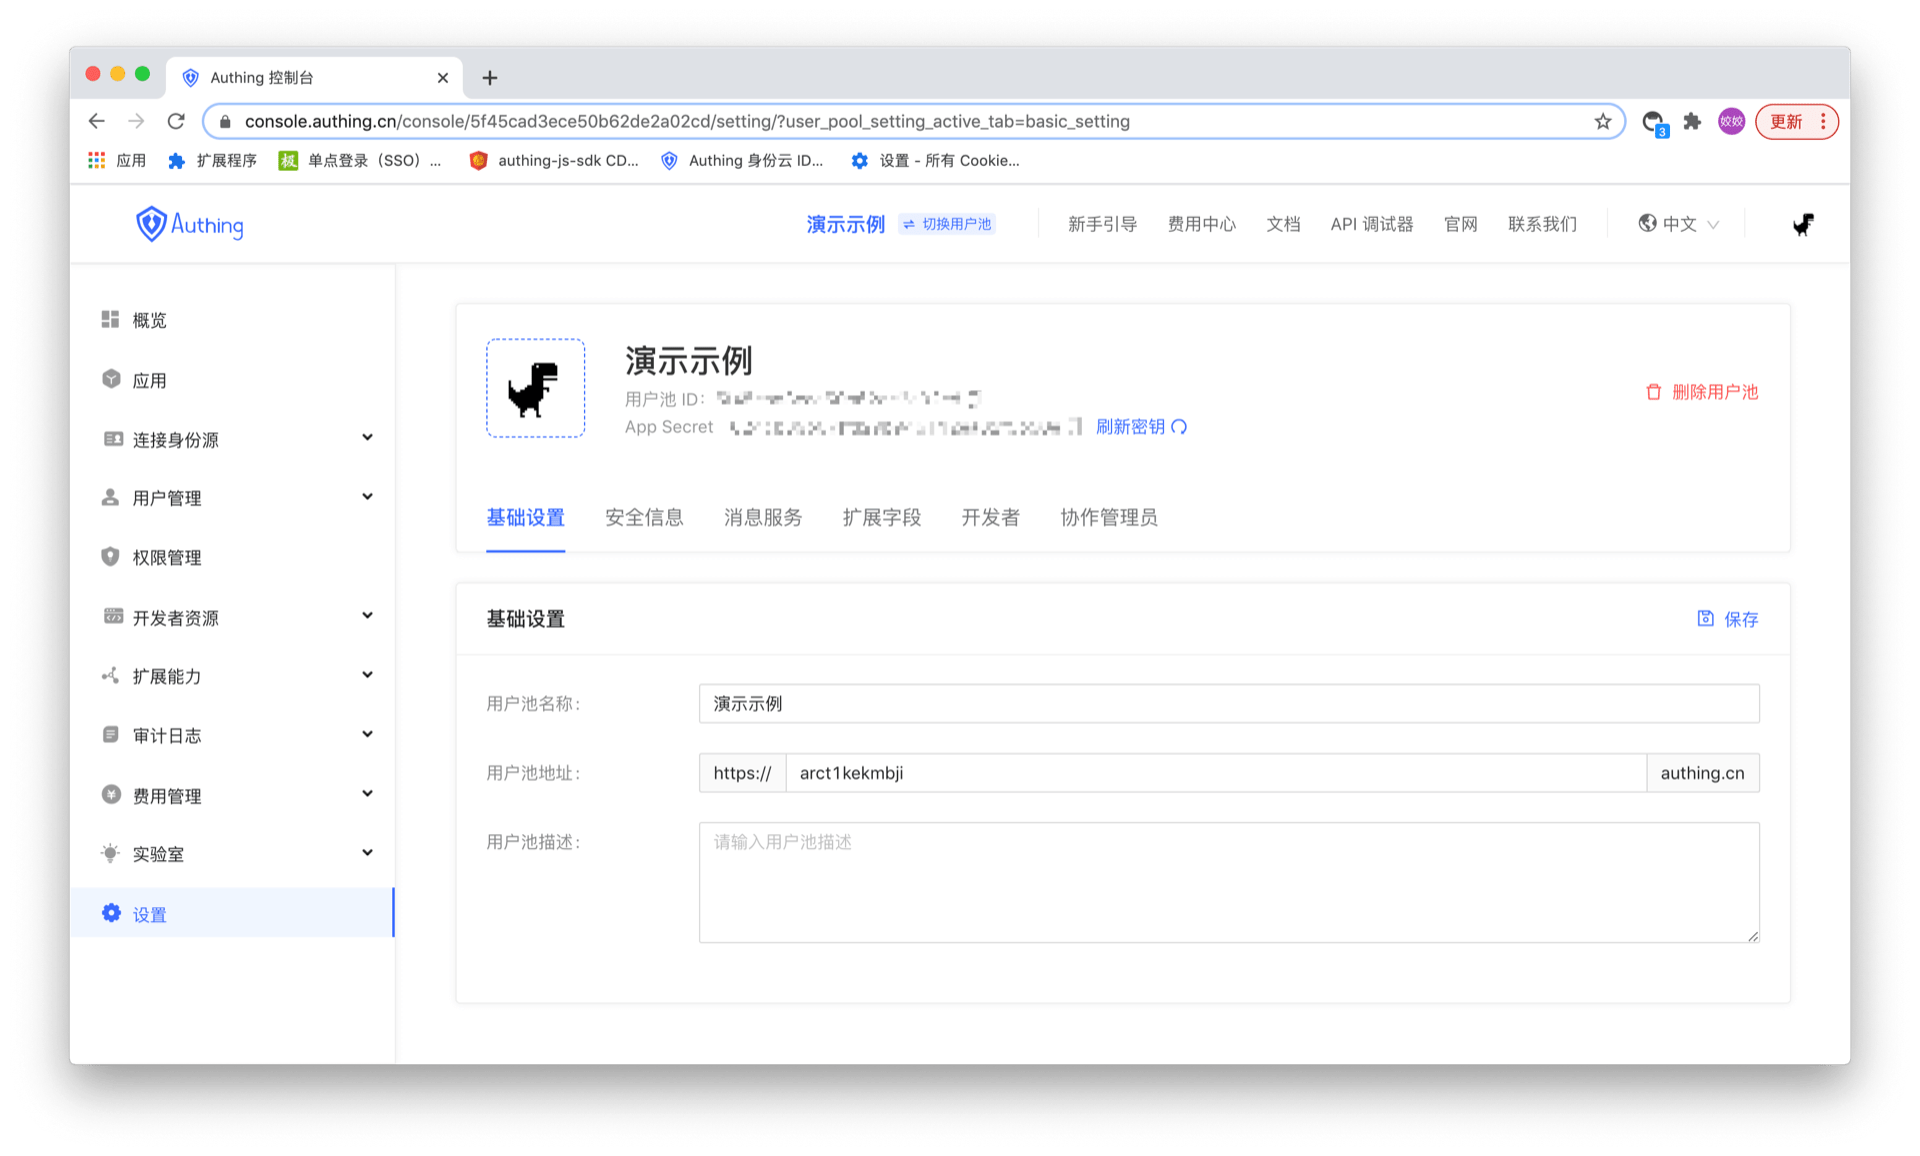 Authing 控制台
console.authing.cn/console/5f45cad3ece50b62de2a02cd/setting/?user_pool_setting_active_tab=basic_setting
3
姣姣
更新
应用 扩展程序 极 单点登录（SSO）... authing-js-sdk CD... Authing 身份云 ID... 设置 - 所有 Cookie...
Authing
演示示例 切换用户池 新手引导 费用中心 文档 API 调试器 官网 联系我们 中文
概览
应用
连接身份源
用户管理
权限管理
开发者资源
扩展能力
审计日志
费用管理
实验室
设置
演示示例
用户池 ID：
App Secret 刷新密钥
删除用户池
基础设置 安全信息 消息服务 扩展字段 开发者 协作管理员
基础设置 保存
用户池名称： 演示示例
用户池地址： https:// arct1kekmbji authing.cn
用户池描述： 请输入用户池描述